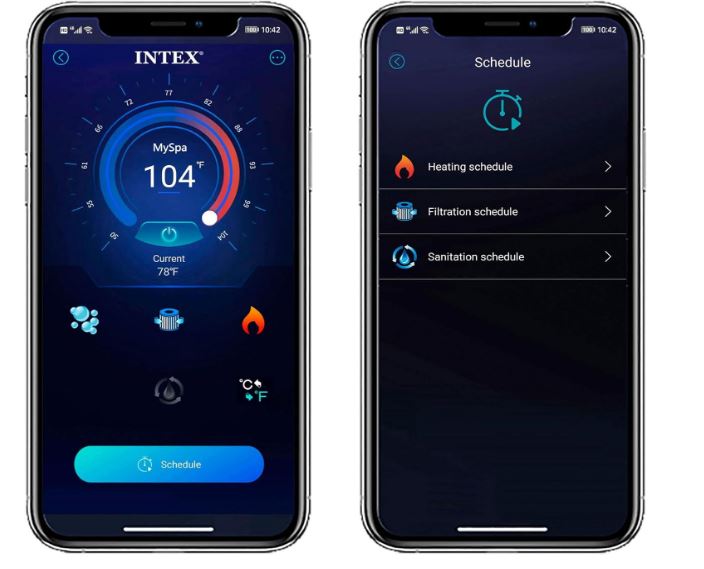 10:42
INTEX®
77
72
82
66
88
61
93
55
99
50
104
MySpa
104°F
Current
78°F
°C
°F
Schedule
10:42
Schedule
Heating schedule
Filtration schedule
Sanitation schedule